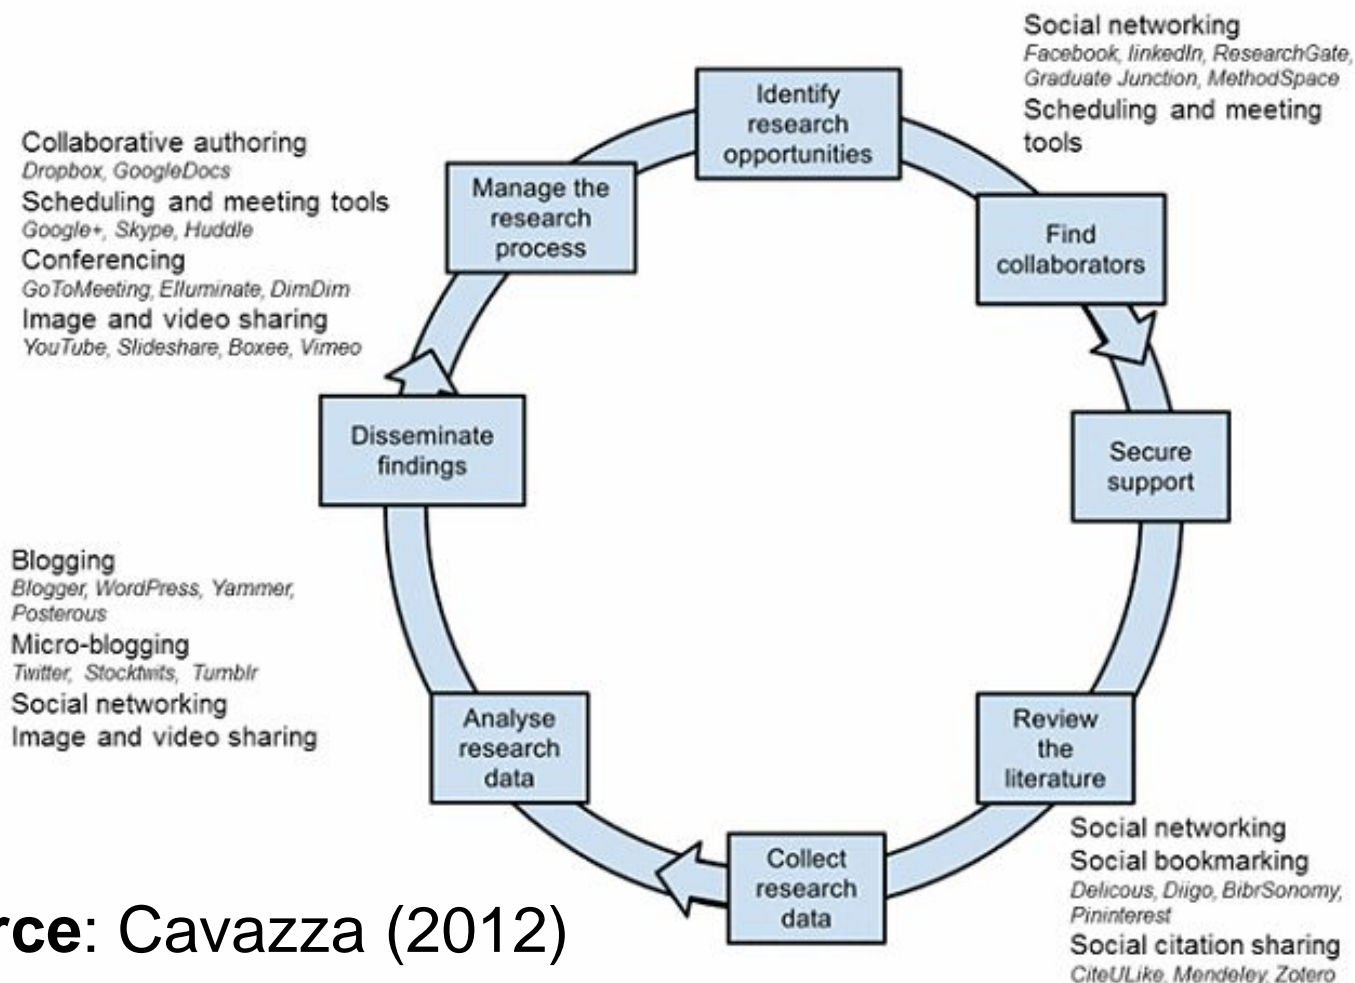 Social networking
Facebook, linkedIn, ResearchGate,
Graduate Junction, MethodSpace
Scheduling and meeting
tools
Identify
research
opportunities
Collaborative authoring
Dropbox, GoogleDocs
Scheduling and meeting tools
Google+, Skype, Huddle
Conferencing
GoToMeeting, Elluminate, DimDim
Image and video sharing
YouTube, Slideshare, Boxee, Vimeo
Manage the
research
process
Find
collaborators
Disseminate
findings
Secure
support
Blogging
Blogger, WordPress, Yammer,
Posterous
Micro-blogging
Twitter, Stocktwits, Tumblr
Social networking
Image and video sharing
Analyse
research
data
Review
the
literature
Collect
research
data
Social networking
Social bookmarking
Delicous, Diigo, BibrSonomy,
Pininterest
Social citation sharing
CiteULike, Mendeley, Zotero
rce: Cavazza (2012)